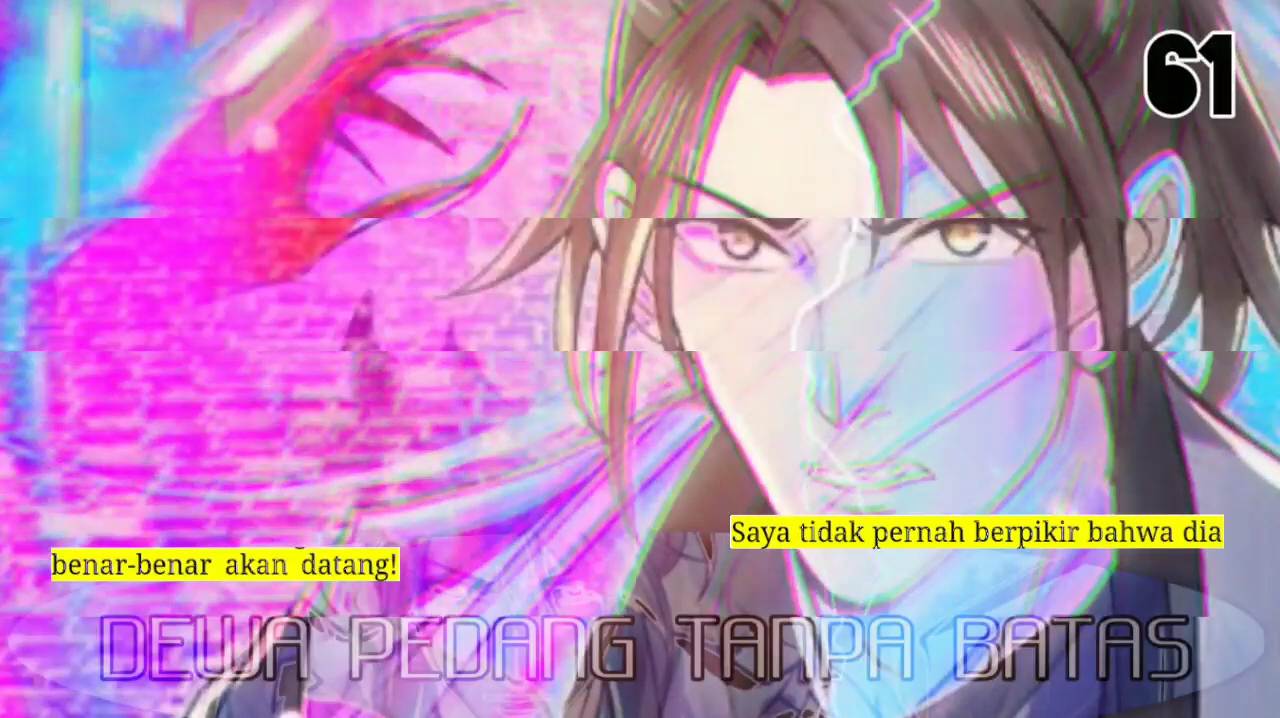 61
Saya tidak pernah berpikir bahwa dia
benar-benar akan datang!
DEWA PEDANG TANPA BATAS